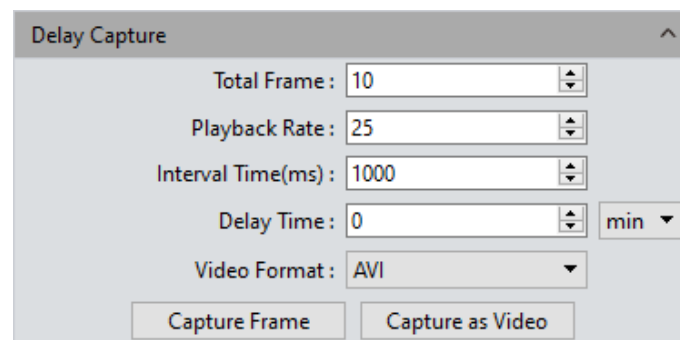 Delay Capture
Total Frame : 10
Playback Rate : 25
Interval Time(ms) : 1000
Delay Time : 0 min
Video Format : AVI
Capture Frame Capture as Video